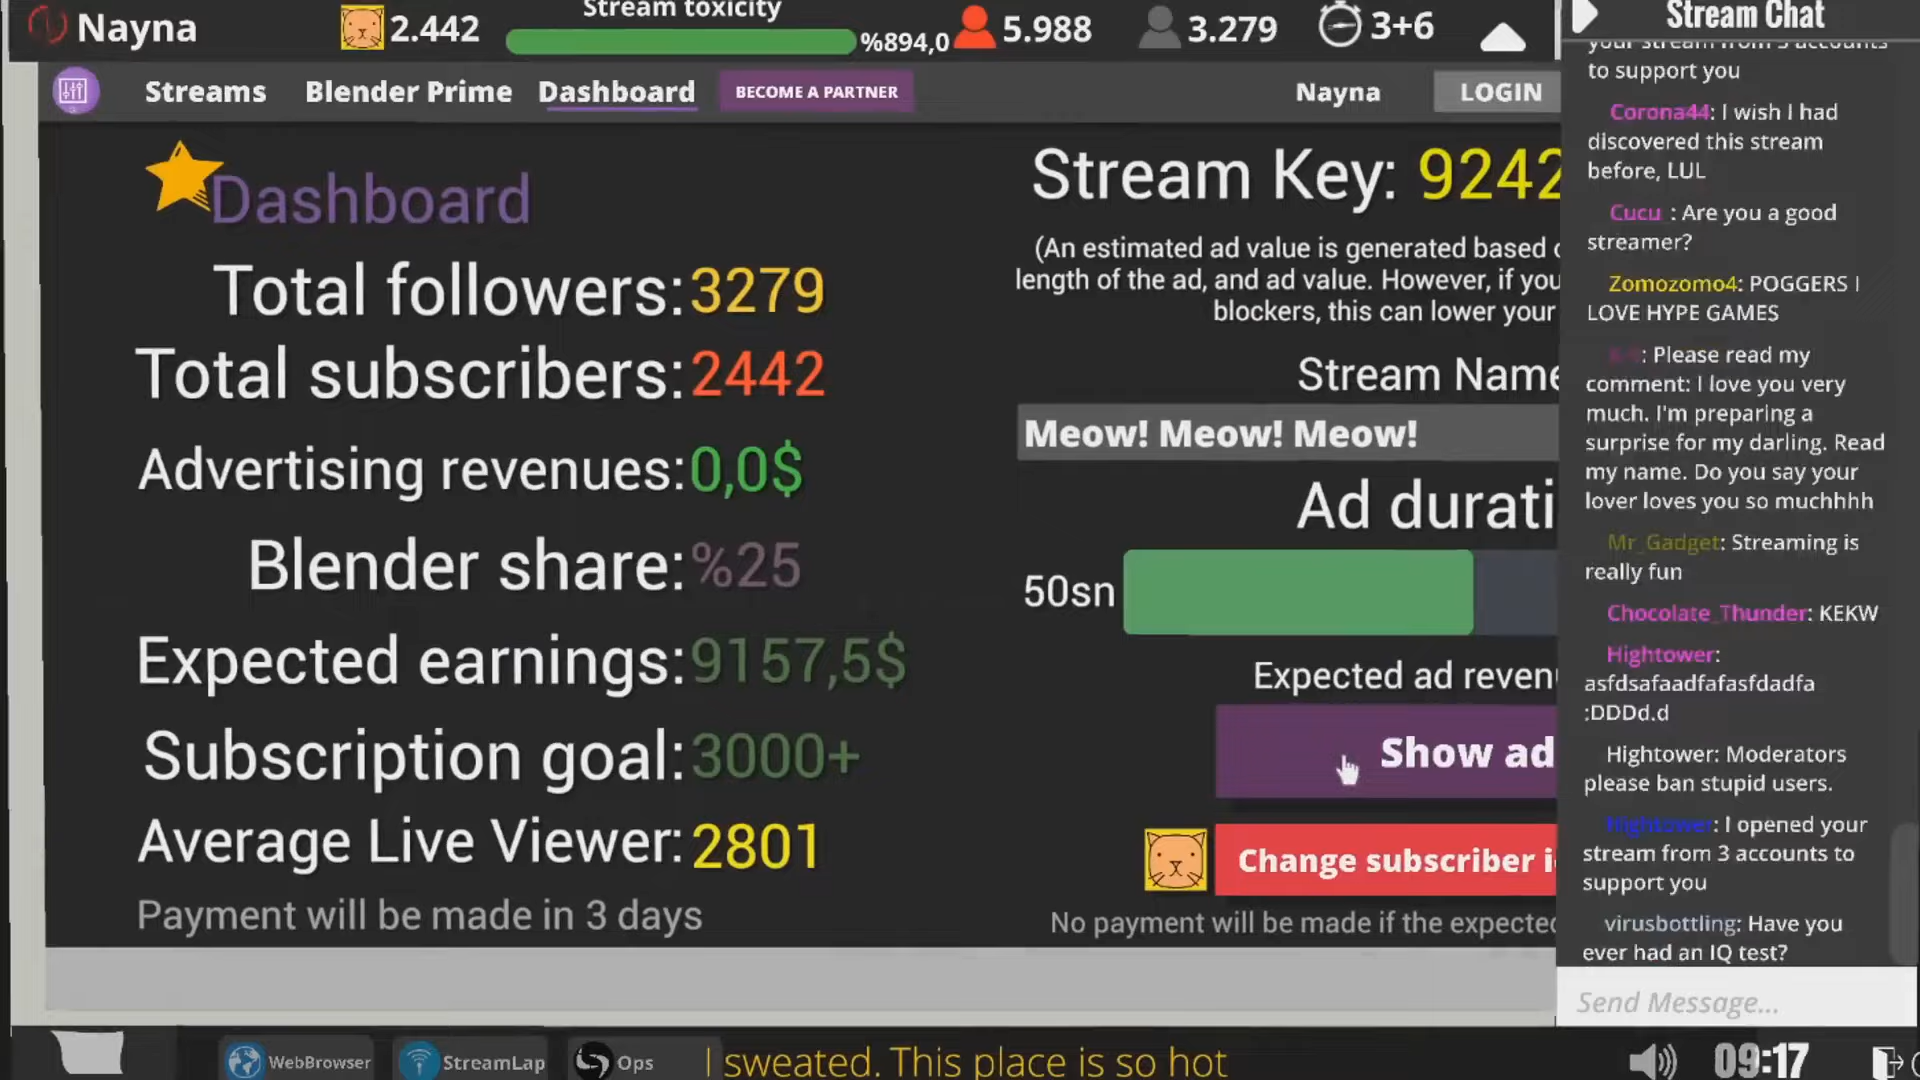 Nayna
2.442
Stream toxicity
%894,0
5.988
3.279
3+6
Streams
Blender Prime
Dashboard
BECOME A PARTNER
Nayna
LOGIN
Dashboard
Total followers:3279
Total subscribers:2442
Advertising revenues:0,0$
Blender share:%25
Expected earnings:9157,5$
Subscription goal:3000+
Average Live Viewer:2801
Payment will be made in 3 days
Stream Key: 9242
(An estimated ad value is generated based
length of the ad, and ad value. However, if you
blockers, this can lower your
Stream Name
Meow! Meow! Meow!
Ad durati
50sn
Expected ad reven
Show ad
Change subscriber i
No payment will be made if the expected
Stream Chat
your stream from 3 accounts
to support you
Corona44: I wish I had
discovered this stream
before, LUL
Cucu : Are you a good
streamer?
Zomozomo4: POGGERS I
LOVE HYPE GAMES
: Please read my
comment: I love you very
much. I'm preparing a
surprise for my darling. Read
my name. Do you say your
lover loves you so muchhhh
Mr_Gadget: Streaming is
really fun
Chocolate_Thunder: KEKW
Hightower:
asfdsafaadfafasfdadfa
:DDDd.d
Hightower: Moderators
please ban stupid users.
Hightower: I opened your
stream from 3 accounts to
support you
virusbottling: Have you
ever had an IQ test?
Send Message...
WebBrowser
StreamLap
Ops
I sweated. This place is so hot
09:17